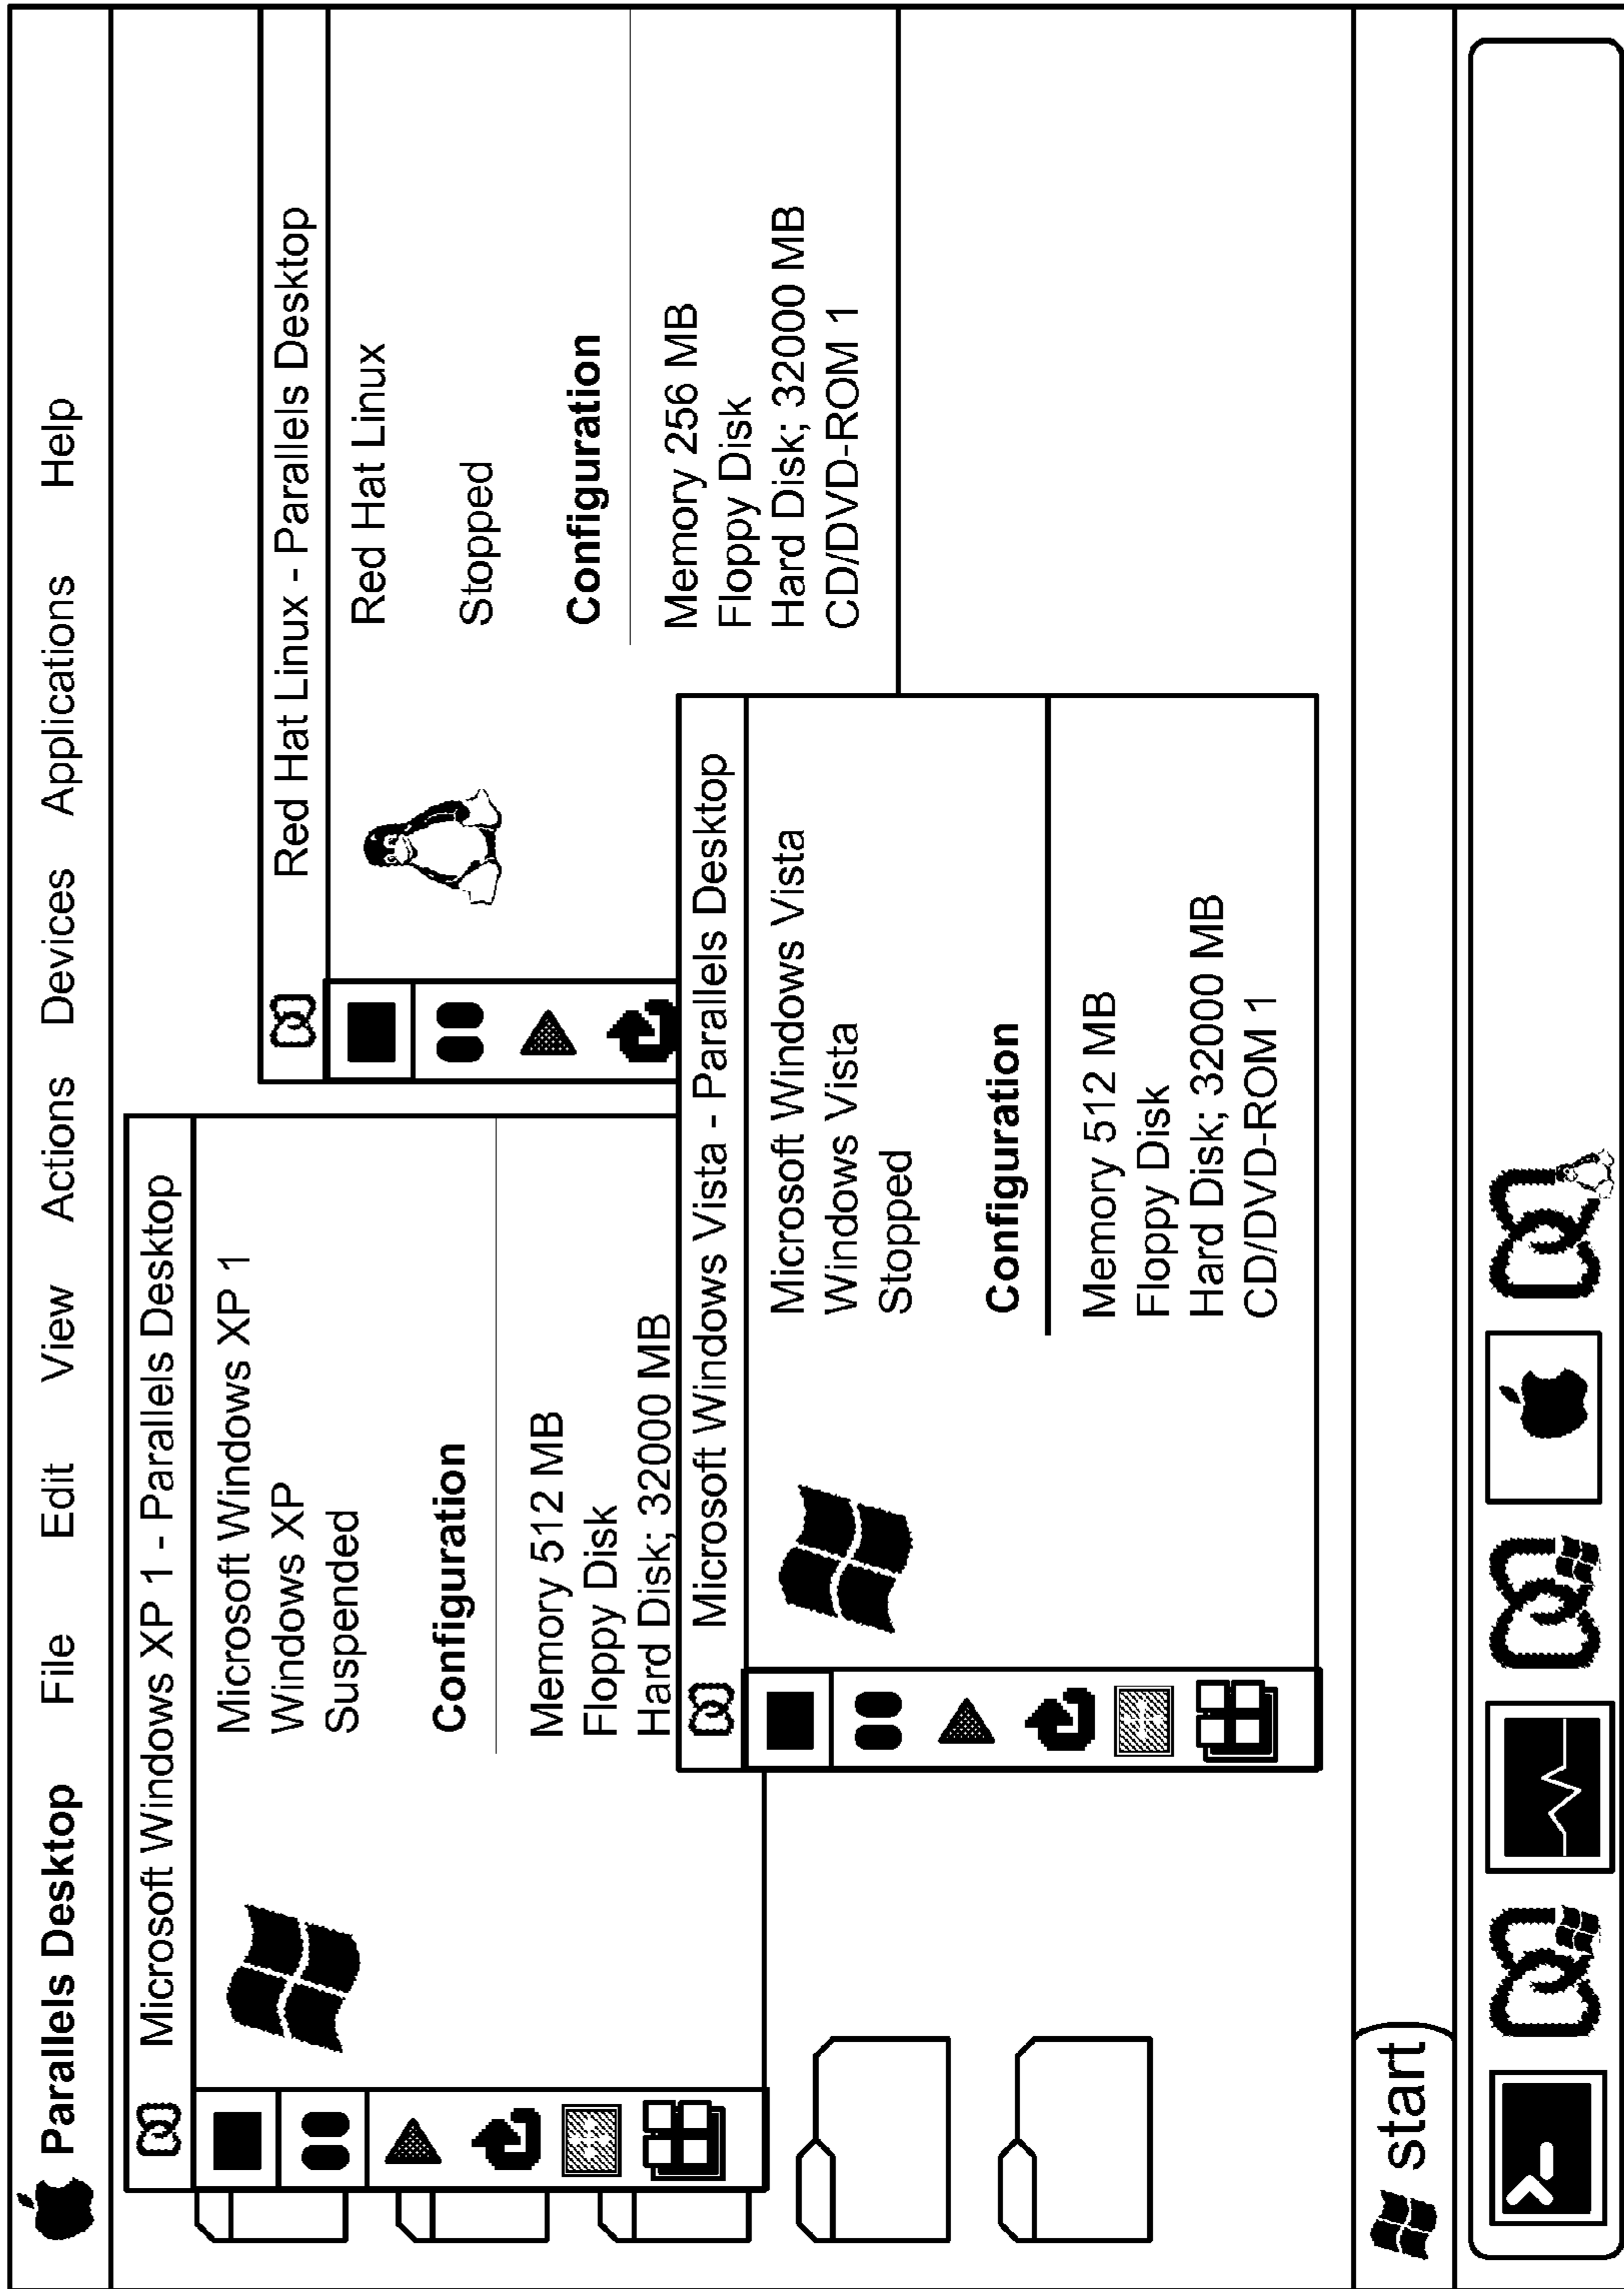 Parallels Desktop File Edit View Actions Devices Applications Help
Microsoft Windows XP 1 - Parallels Desktop
Microsoft Windows XP 1
Windows XP
Suspended
Configuration
Memory 512 MB
Floppy Disk
Hard Disk; 32000 MB
Red Hat Linux - Parallels Desktop
Red Hat Linux
Stopped
Configuration
Memory 256 MB
Floppy Disk
Hard Disk; 32000 MB
CD/DVD-ROM 1
Microsoft Windows Vista - Parallels Desktop
Microsoft Windows Vista
Windows Vista
Stopped
Configuration
Memory 512 MB
Floppy Disk
Hard Disk; 32000 MB
CD/DVD-ROM 1
start